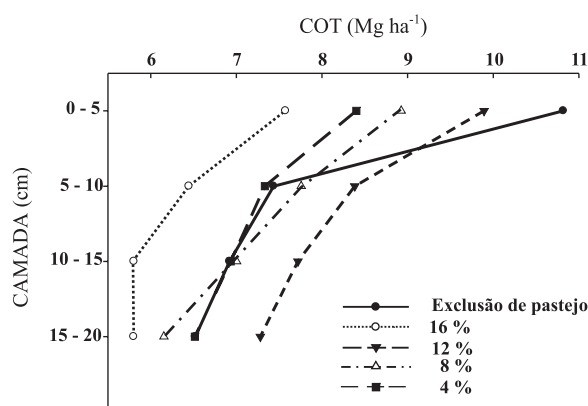 COT (Mg ha⁻¹)
6 7 8 9 10 11
CAMADA (cm)
0 - 5
5 - 10
10 - 15
15 - 20
Exclusão de pastejo
16 %
12 %
8 %
4 %